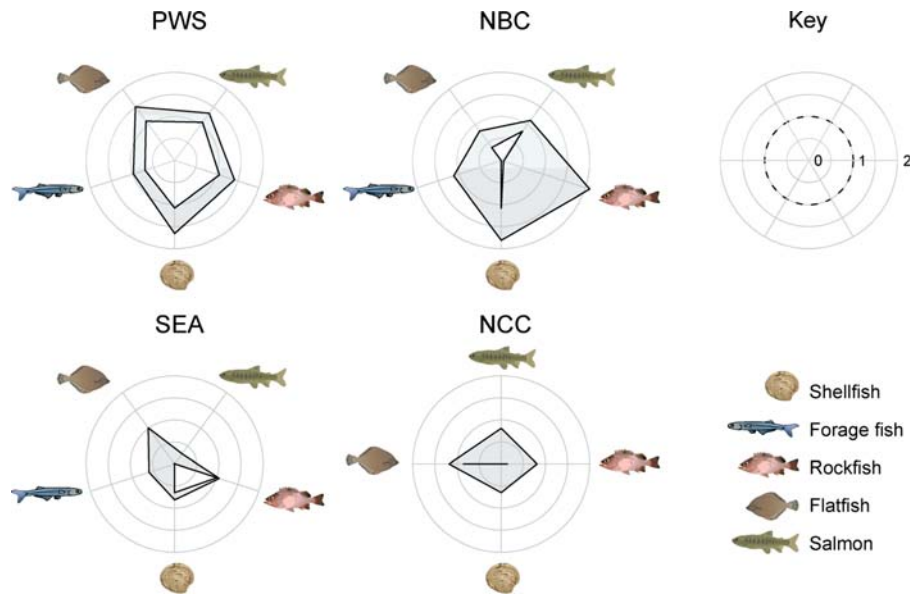 PWS
NBC
Key
0 1 2
SEA
NCC
Shellfish
Forage fish
Rockfish
Flatfish
Salmon